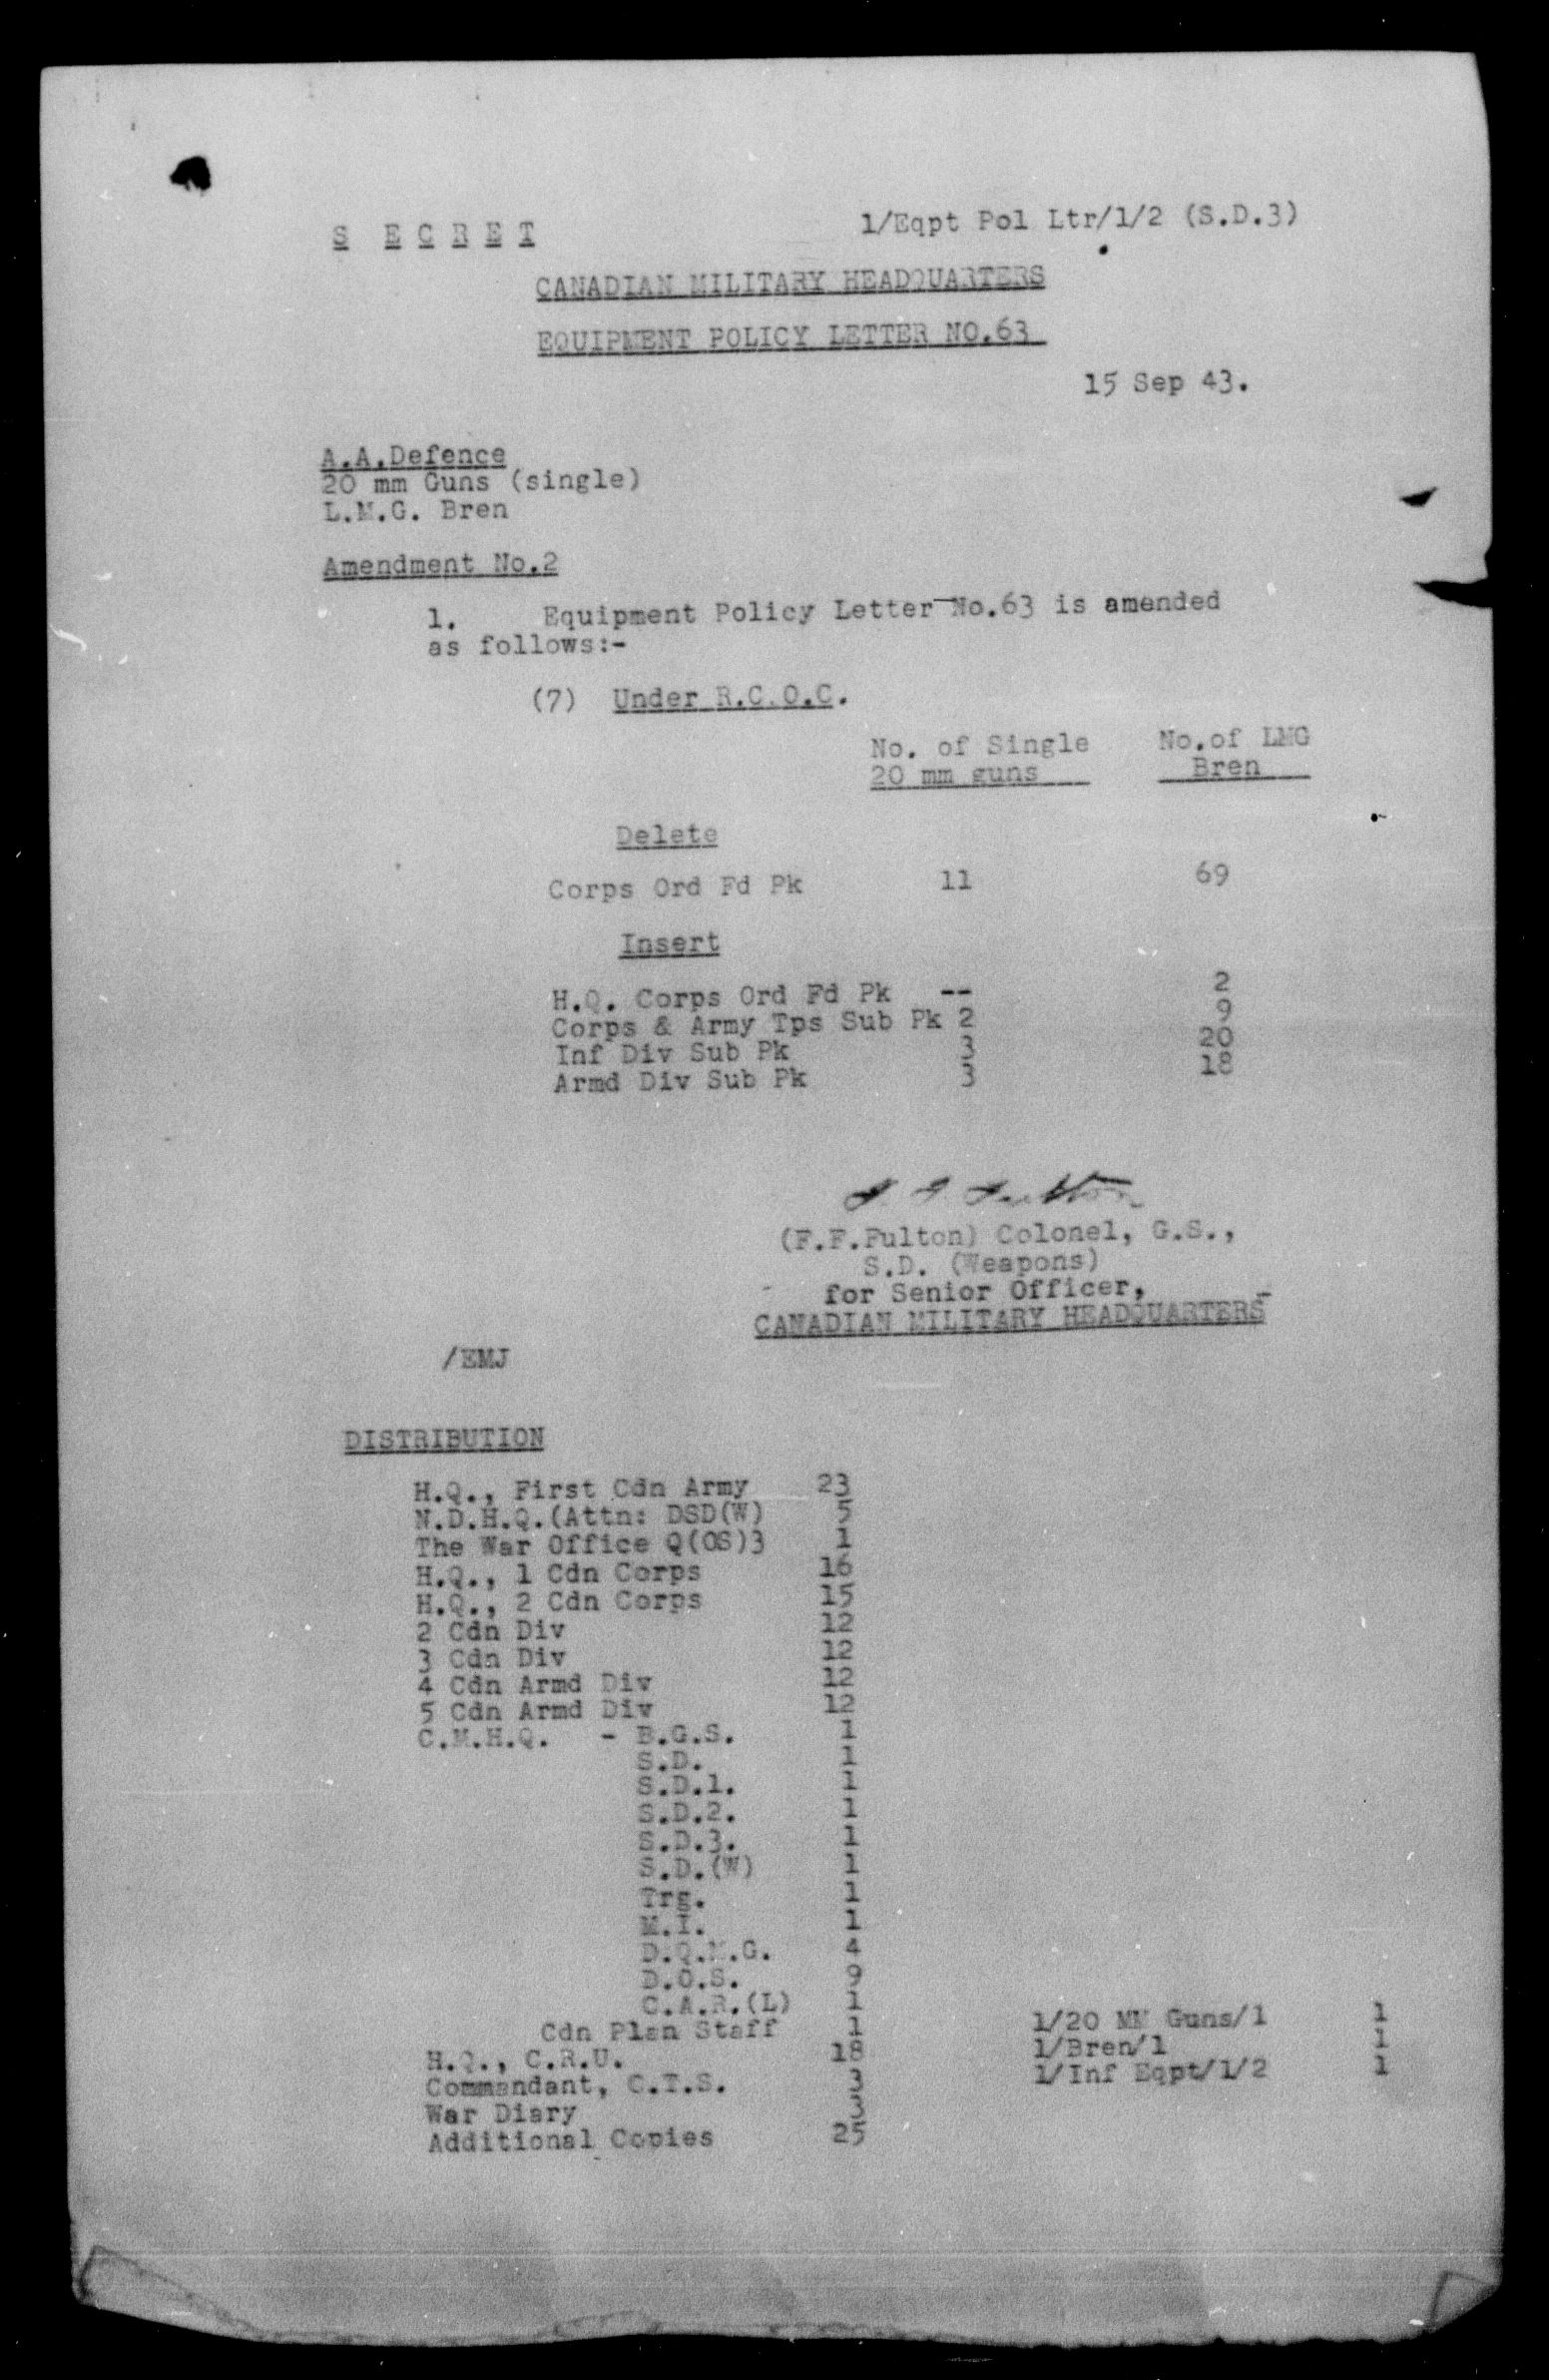 S E C R E T 1/Eqpt Pol Ltr/1/2 (S.D.3)
CANADIAN MILITARY HEADQUARTERS
EQUIPMENT POLICY LETTER NO.63
15 Sep 43.
A.A.Defence
20 mm Guns (single)
L.M.G. Bren
Amendment No.2
1. Equipment Policy Letter No.63 is amended
as follows:-
(7) Under R.C.O.C.
No. of Single No.of LMG
20 mm guns Bren
Delete
Corps Ord Fd Pk 11 69
Insert
H.Q. Corps Ord Fd Pk -- 2
Corps & Army Tps Sub Pk 2 9
Inf Div Sub Pk 3 20
Armd Div Sub Pk 3 18
F F Fulton
(F.F.Fulton) Colonel, G.S.,
S.D. (Weapons)
for Senior Officer,
CANADIAN MILITARY HEADQUARTERS
/EMJ
DISTRIBUTION
H.Q., First Cdn Army 23
N.D.H.Q.(Attn: DSD(W) 5
The War Office Q(OS)3 1
H.Q., 1 Cdn Corps 16
H.Q., 2 Cdn Corps 15
2 Cdn Div 12
3 Cdn Div 12
4 Cdn Armd Div 12
5 Cdn Armd Div 12
C.M.H.Q. - B.G.S. 1
S.D. 1
S.D.1. 1
S.D.2. 1
S.D.3. 1
S.D.(W) 1
Trg. 1
M.I. 1
D.Q.M.G. 4
D.O.S. 9
C.A.R.(L) 1
Cdn Plan Staff 1
H.Q., C.R.U. 18
Commandant, C.T.S. 3
War Diary 3
Additional Copies 25
1/20 MM Guns/1 1
1/Bren/1 1
1/Inf Eqpt/1/2 1